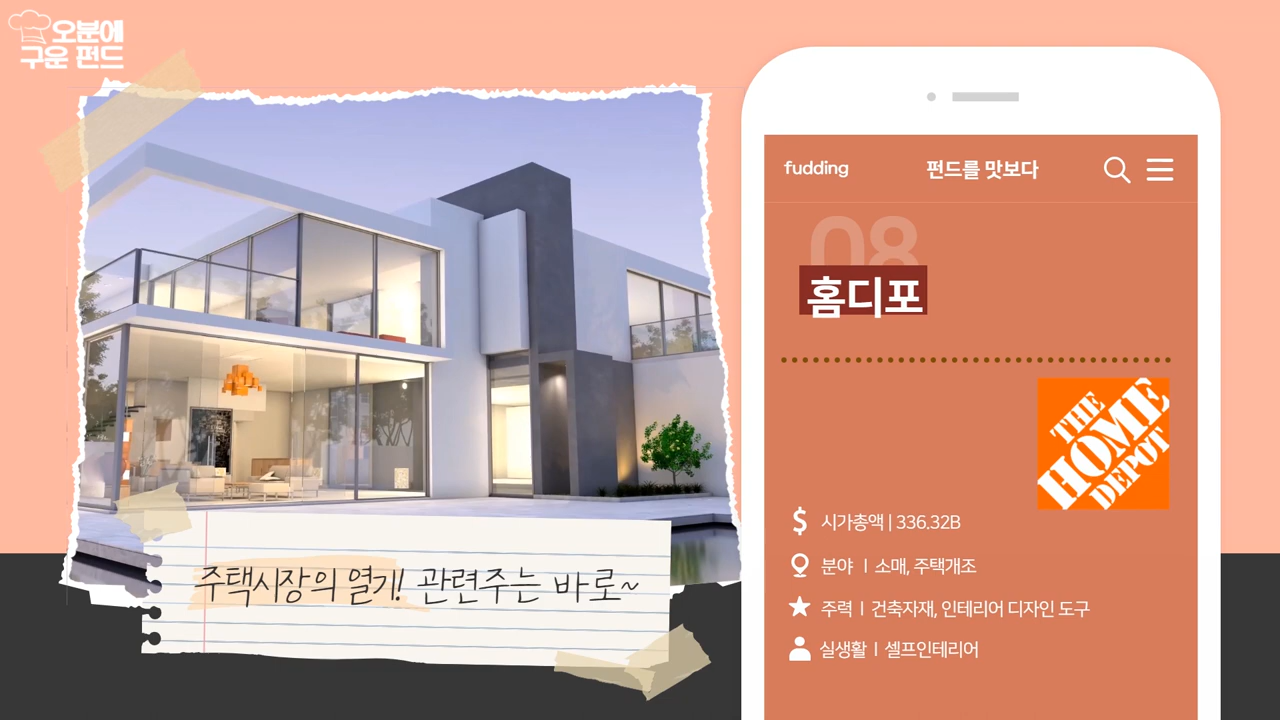 오분에
구운 펀드
주택시장의 열기! 관련주는 바로~
fudding
펀드를 맛보다
08
홈디포
THE
HOME
DEPOT
시가총액 | 336.32B
분야 | 소매, 주택개조
주력 | 건축자재, 인테리어 디자인 도구
실생활 | 셀프인테리어